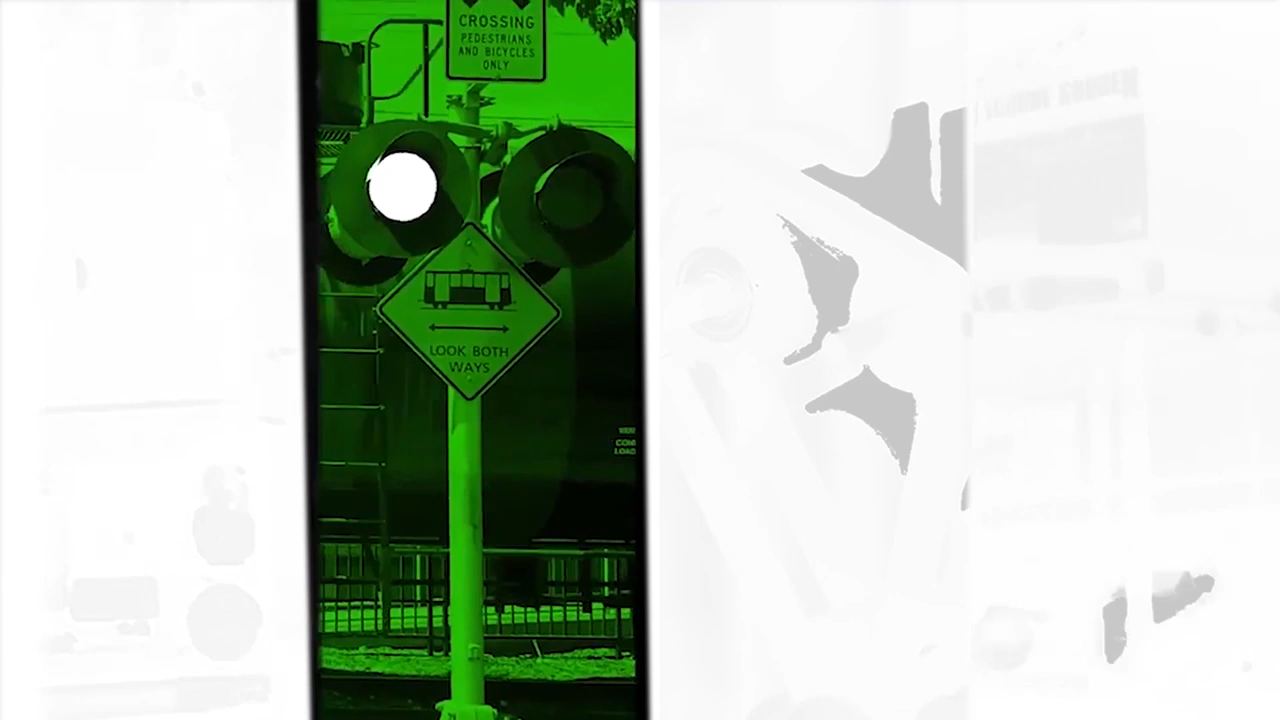 CROSSING
PEDESTRIANS
AND BICYCLES
ONLY
LOOK BOTH
WAYS